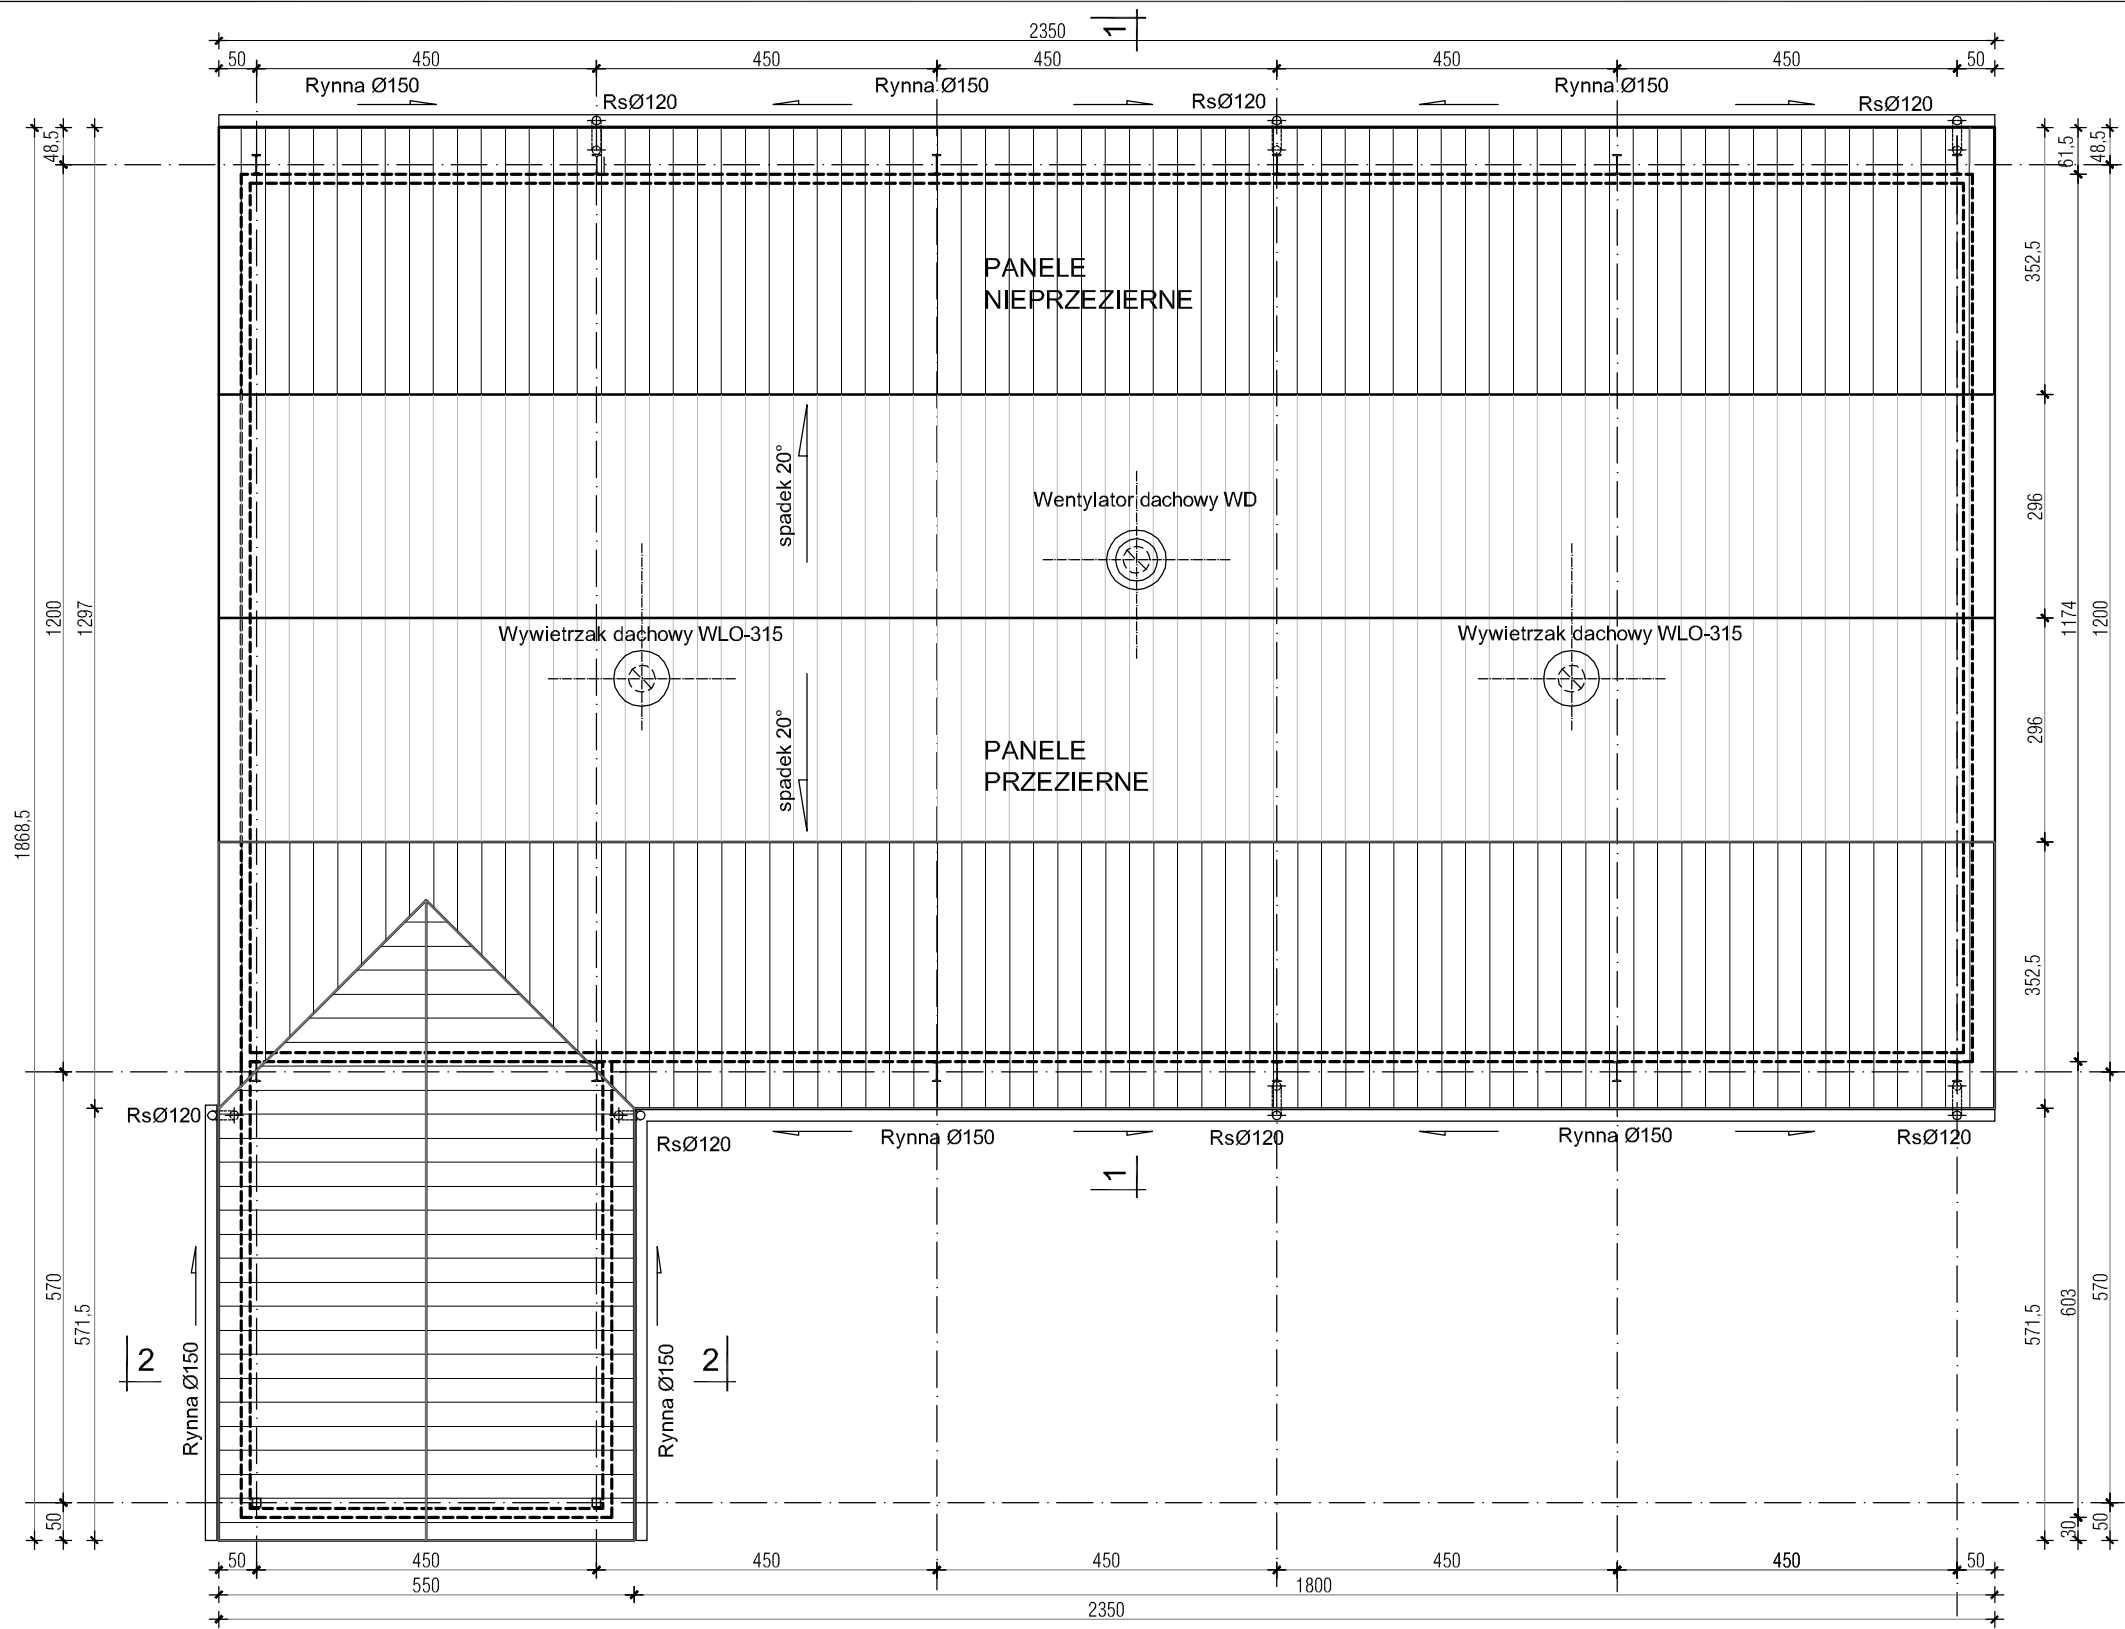 2350
1
50 450 450 450 450 450 50
Rynna Ø150 Rynna Ø150 Rynna Ø150
RsØ120 RsØ120 RsØ120
48,5 61,5 48,5
PANELE
NIEPRZEZIERNE
352,5
spadek 20°
Wentylator dachowy WD
296
1200 1297 1174 1200
Wywietrzak dachowy WLO-315 Wywietrzak dachowy WLO-315
spadek 20°
PANELE
PRZEZIERNE
296
1868,5
352,5
RsØ120 RsØ120 Rynna Ø150 RsØ120 Rynna Ø150 RsØ120
1
570 571,5 571,5 603 570
2 Rynna Ø150 Rynna Ø150 2
50 30 50
50 450 450 450 450 450 50
550 1800
2350